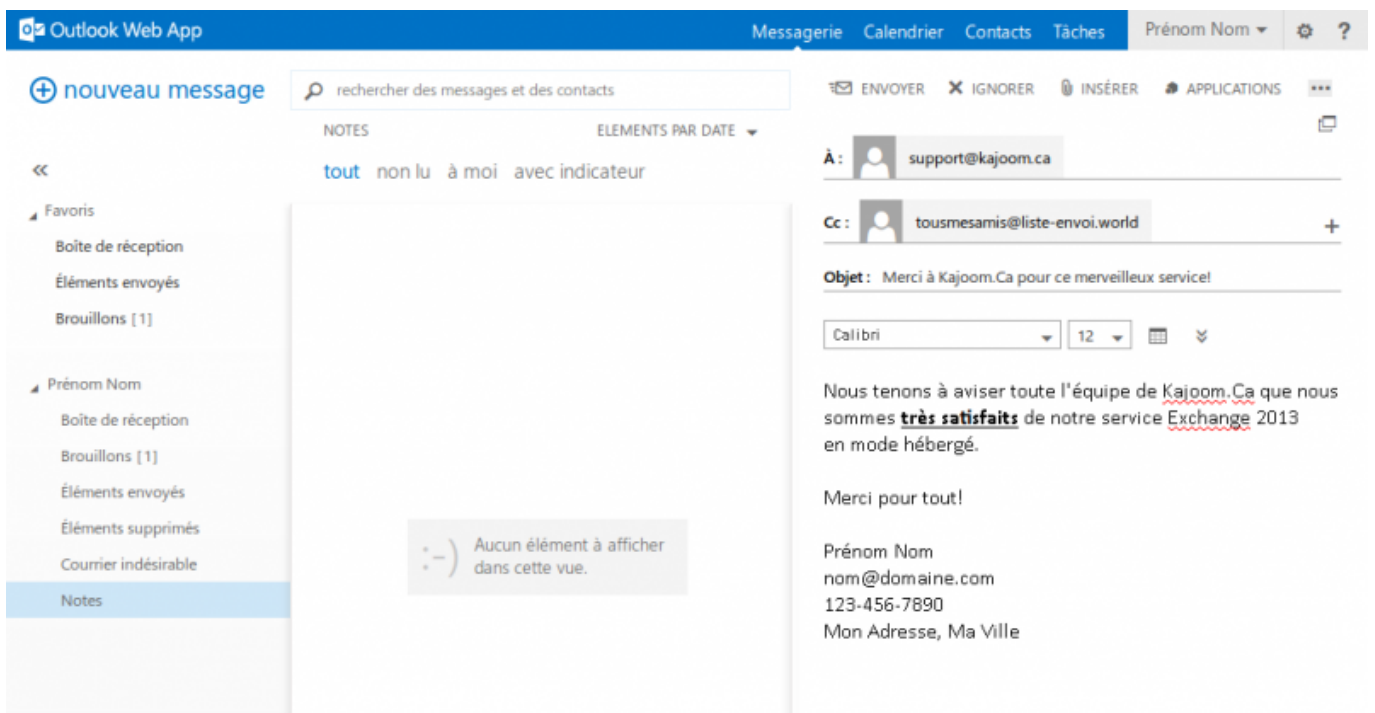 Outlook Web App
Messagerie Calendrier Contacts Tâches Prénom Nom ?
nouveau message
rechercher des messages et des contacts
NOTES ELEMENTS PAR DATE
tout non lu à moi avec indicateur
«
Favoris
Boîte de réception
Éléments envoyés
Brouillons [1]
Prénom Nom
Boîte de réception
Brouillons [1]
Éléments envoyés
Éléments supprimés
Courrier indésirable
Notes
:-) Aucun élément à afficher
dans cette vue.
ENVOYER IGNORER INSÉRER APPLICATIONS ...
À : support@kajoom.ca
Cc : tousmesamis@liste-envoi.world +
Objet : Merci à Kajoom.Ca pour ce merveilleux service!
Calibri 12
Nous tenons à aviser toute l'équipe de Kajoom.Ca que nous
sommes très satisfaits de notre service Exchange 2013
en mode hébergé.
Merci pour tout!
Prénom Nom
nom@domaine.com
123-456-7890
Mon Adresse, Ma Ville